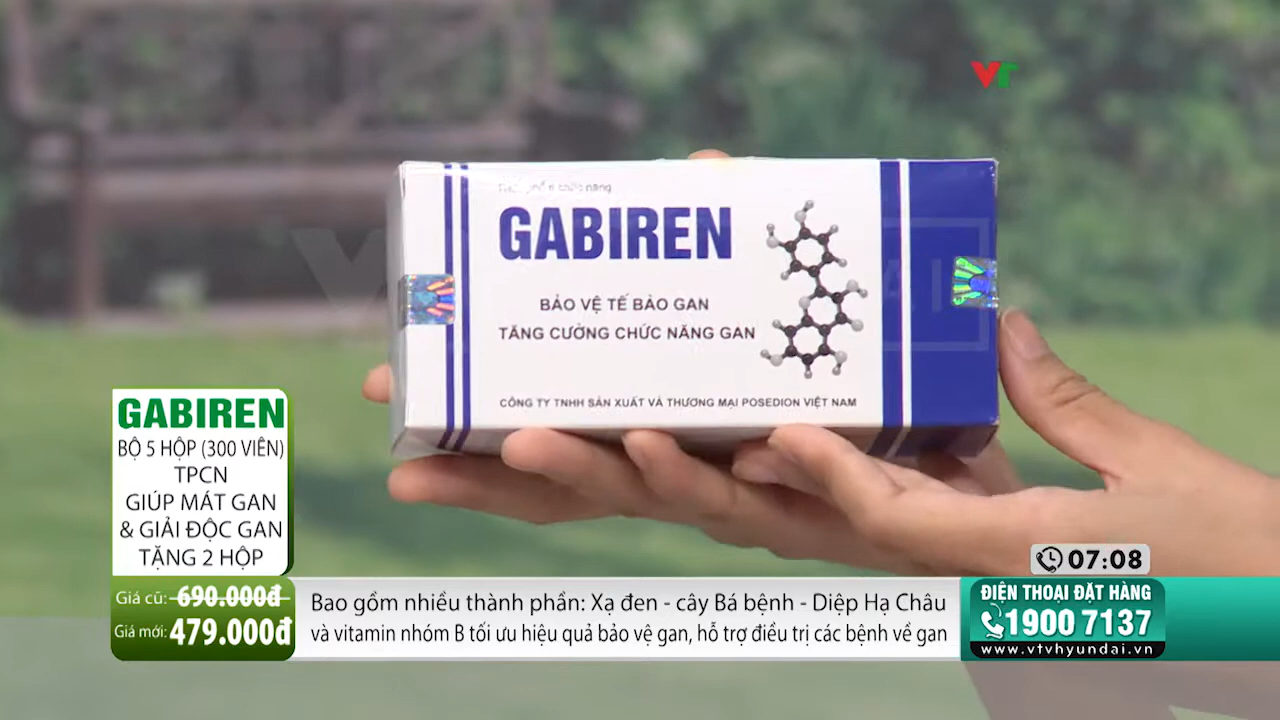 GABIREN
BẢO VỆ TẾ BÀO GAN
TĂNG CƯỜNG CHỨC NĂNG GAN
CÔNG TY TNHH SẢN XUẤT VÀ THƯƠNG MẠI POSEDION VIỆT NAM
GABIREN
BỘ 5 HỘP (300 VIÊN)
TPCN
GIÚP MÁT GAN
& GIẢI ĐỘC GAN
TẶNG 2 HỘP
Giá cũ: 690.000đ
Giá mới: 479.000đ
Bao gồm nhiều thành phần: Xạ đen - cây Bá bệnh - Diệp Hạ Châu
và vitamin nhóm B tối ưu hiệu quả bảo vệ gan, hỗ trợ điều trị các bệnh về gan
07:08
ĐIỆN THOẠI ĐẶT HÀNG
1900 7137
www.vtvhyundai.vn